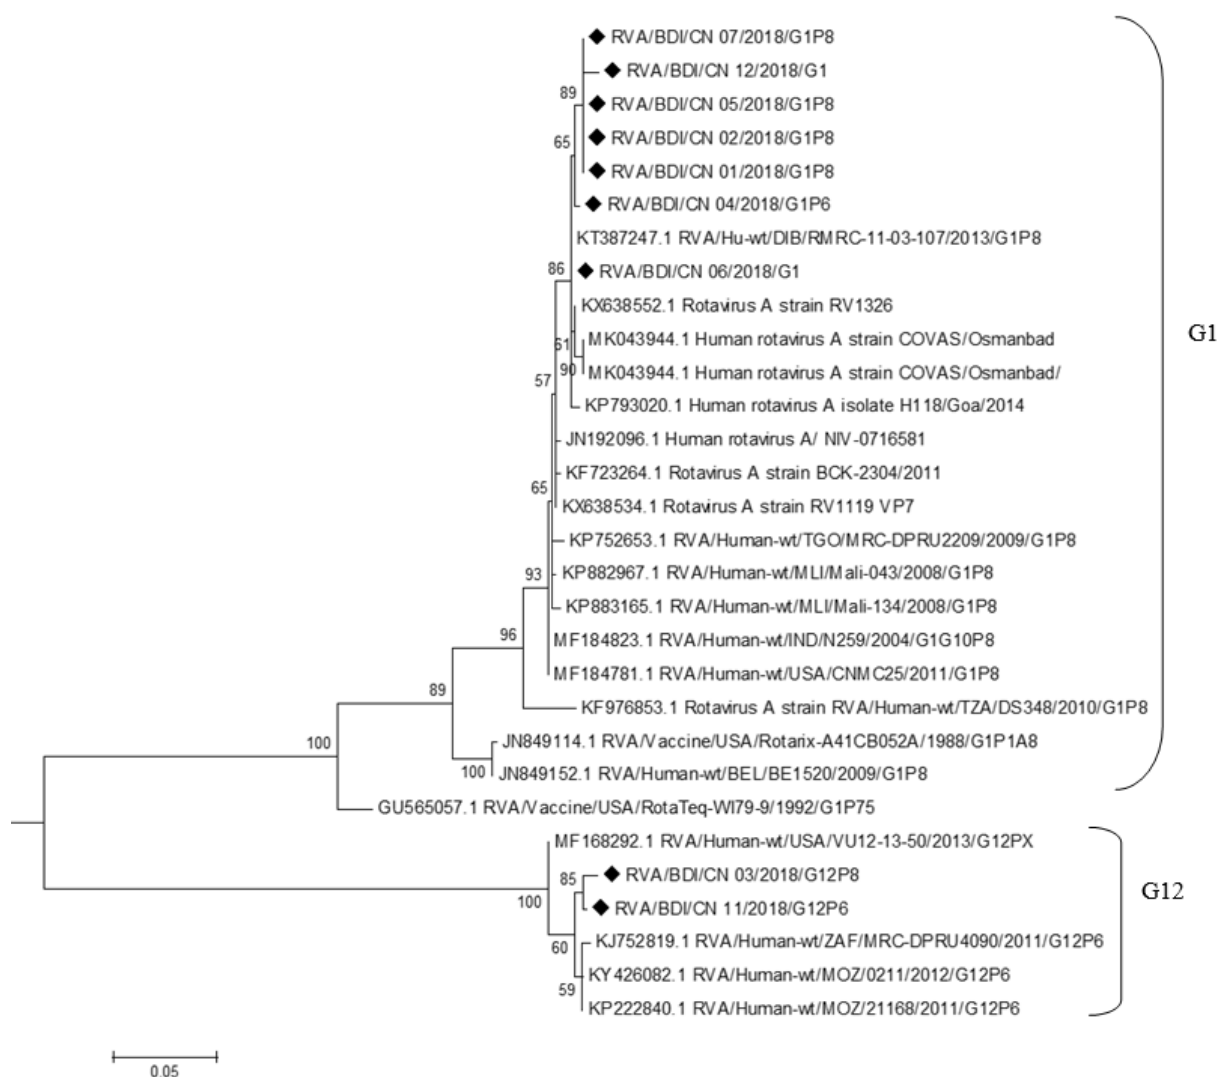 RVA/BDI/CN 07/2018/G1P8
RVA/BDI/CN 12/2018/G1
89
RVA/BDI/CN 05/2018/G1P8
65
RVA/BDI/CN 02/2018/G1P8
RVA/BDI/CN 01/2018/G1P8
RVA/BDI/CN 04/2018/G1P6
KT387247.1 RVA/Hu-wt/DIB/RMRC-11-03-107/2013/G1P8
86
RVA/BDI/CN 06/2018/G1
KX638552.1 Rotavirus A strain RV1326
G1
61
MK043944.1 Human rotavirus A strain COVAS/Osmanbad
90
MK043944.1 Human rotavirus A strain COVAS/Osmanbad/
57
KP793020.1 Human rotavirus A isolate H118/Goa/2014
JN192096.1 Human rotavirus A/ NIV-0716581
KF723264.1 Rotavirus A strain BCK-2304/2011
65
KX638534.1 Rotavirus A strain RV1119 VP7
KP752653.1 RVA/Human-wt/TGO/MRC-DPRU2209/2009/G1P8
93
KP882967.1 RVA/Human-wt/MLI/Mali-043/2008/G1P8
KP883165.1 RVA/Human-wt/MLI/Mali-134/2008/G1P8
96
MF184823.1 RVA/Human-wt/IND/N259/2004/G1G10P8
MF184781.1 RVA/Human-wt/USA/CNMC25/2011/G1P8
89
KF976853.1 Rotavirus A strain RVA/Human-wt/TZA/DS348/2010/G1P8
100
JN849114.1 RVA/Vaccine/USA/Rotarix-A41CB052A/1988/G1P1A8
100
JN849152.1 RVA/Human-wt/BEL/BE1520/2009/G1P8
GU565057.1 RVA/Vaccine/USA/RotaTeq-WI79-9/1992/G1P75
MF168292.1 RVA/Human-wt/USA/VU12-13-50/2013/G12PX
85
RVA/BDI/CN 03/2018/G12P8
G12
100
RVA/BDI/CN 11/2018/G12P6
60
KJ752819.1 RVA/Human-wt/ZAF/MRC-DPRU4090/2011/G12P6
KY426082.1 RVA/Human-wt/MOZ/0211/2012/G12P6
59
KP222840.1 RVA/Human-wt/MOZ/21168/2011/G12P6
0.05